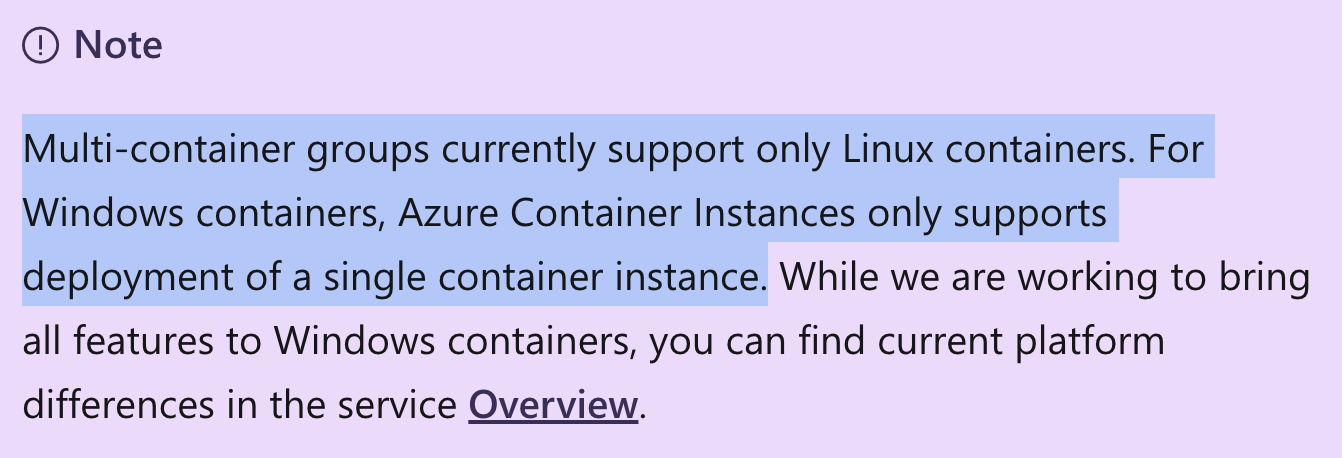 Note
Multi-container groups currently support only Linux containers. For
Windows containers, Azure Container Instances only supports
deployment of a single container instance. While we are working to bring
all features to Windows containers, you can find current platform
differences in the service Overview.